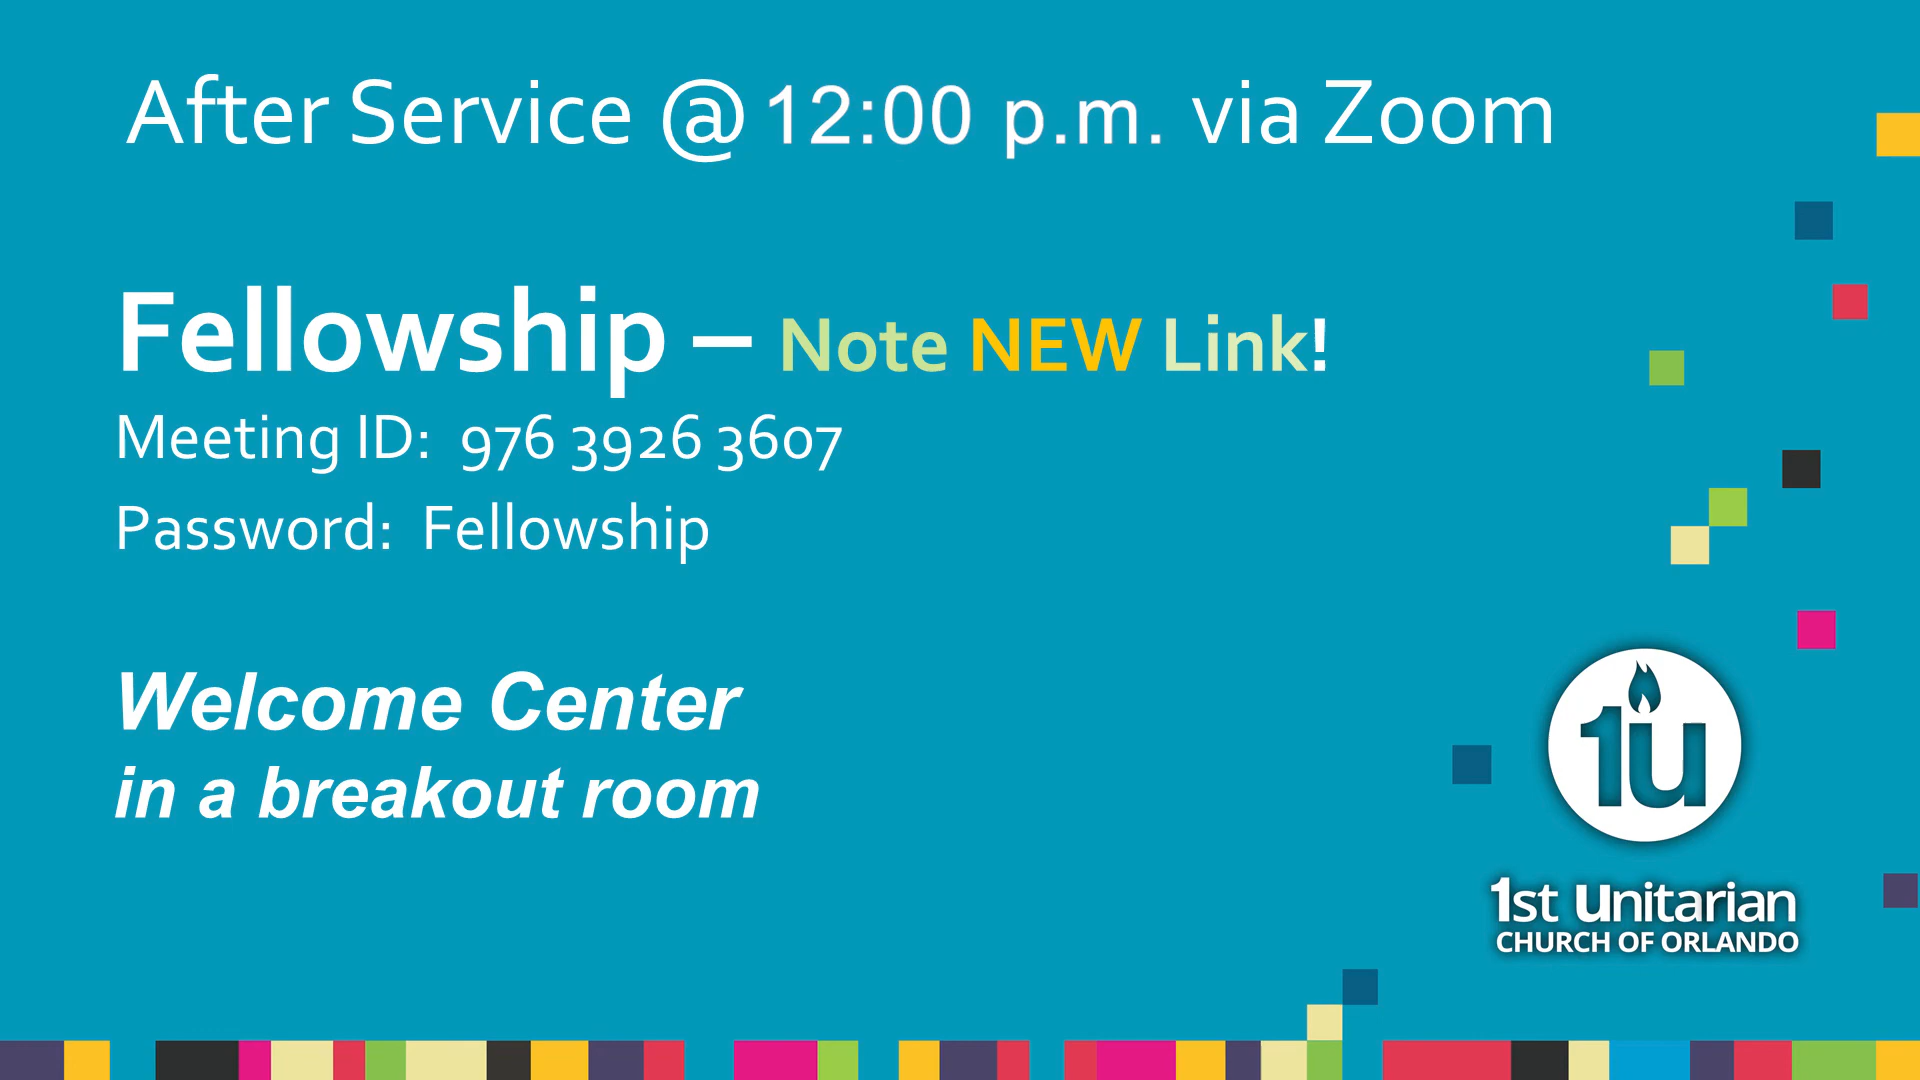 After Service @ 12:00 p.m. via Zoom
Fellowship – Note NEW Link!
Meeting ID: 976 3926 3607
Password: Fellowship
Welcome Center
in a breakout room
1u
1st Unitarian
CHURCH OF ORLANDO